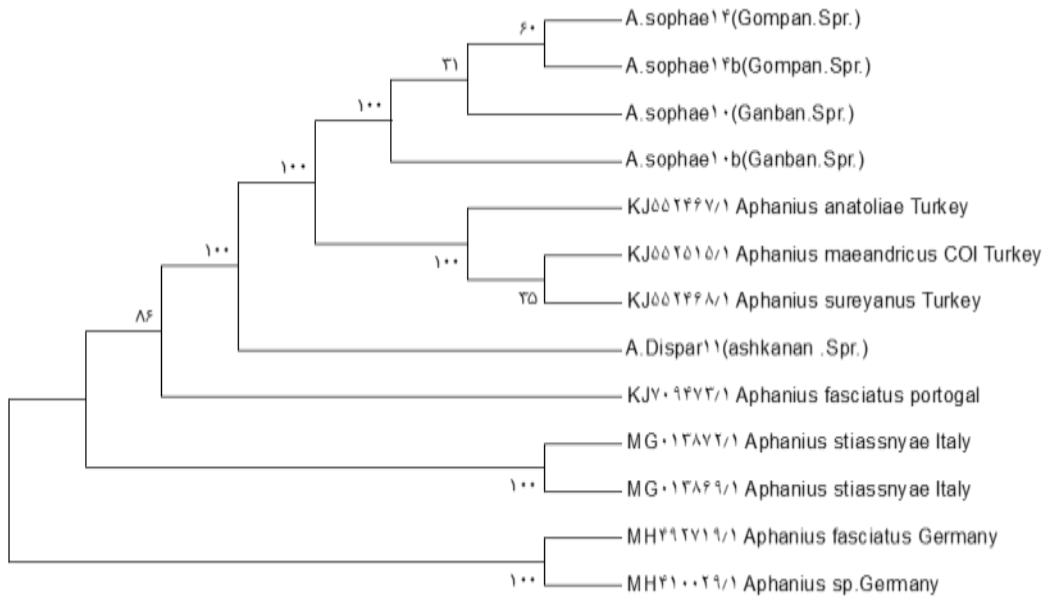 ۶۰
A.sophae۱۴(Gompan.Spr.)
۳۱
A.sophae۱۴b(Gompan.Spr.)
۱۰۰
A.sophae۱۰(Ganban.Spr.)
۱۰۰
A.sophae۱۰b(Ganban.Spr.)
KJ۵۵۲۴۶۷/۱ Aphanius anatoliae Turkey
۱۰۰
۱۰۰
KJ۵۵۲۵۱۵/۱ Aphanius maeandricus COI Turkey
۳۵
KJ۵۵۲۴۶۸/۱ Aphanius sureyanus Turkey
۸۶
A.Dispar۱۱(ashkanan .Spr.)
KJ۷۰۹۴۷۳/۱ Aphanius fasciatus portogal
MG۰۱۳۸۷۲/۱ Aphanius stiassnyae Italy
۱۰۰
MG۰۱۳۸۶۹/۱ Aphanius stiassnyae Italy
MH۴۹۲۷۱۹/۱ Aphanius fasciatus Germany
۱۰۰
MH۴۱۰۰۲۹/۱ Aphanius sp.Germany